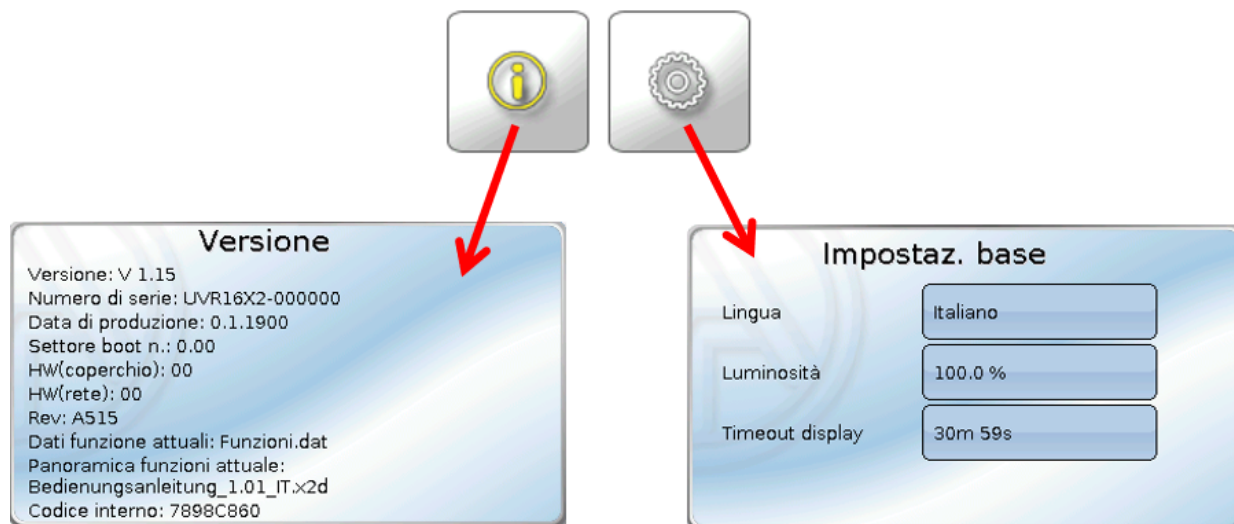 Versione
Versione: V 1.15
Numero di serie: UVR16X2-000000
Data di produzione: 0.1.1900
Settore boot n.: 0.00
HW(coperchio): 00
HW(rete): 00
Rev: A515
Dati funzione attuali: Funzioni.dat
Panoramica funzioni attuale:
Bedienungsanleitung_1.01_IT.x2d
Codice interno: 7898C860
Impostaz. base
Lingua Italiano
Luminosità 100.0 %
Timeout display 30m 59s